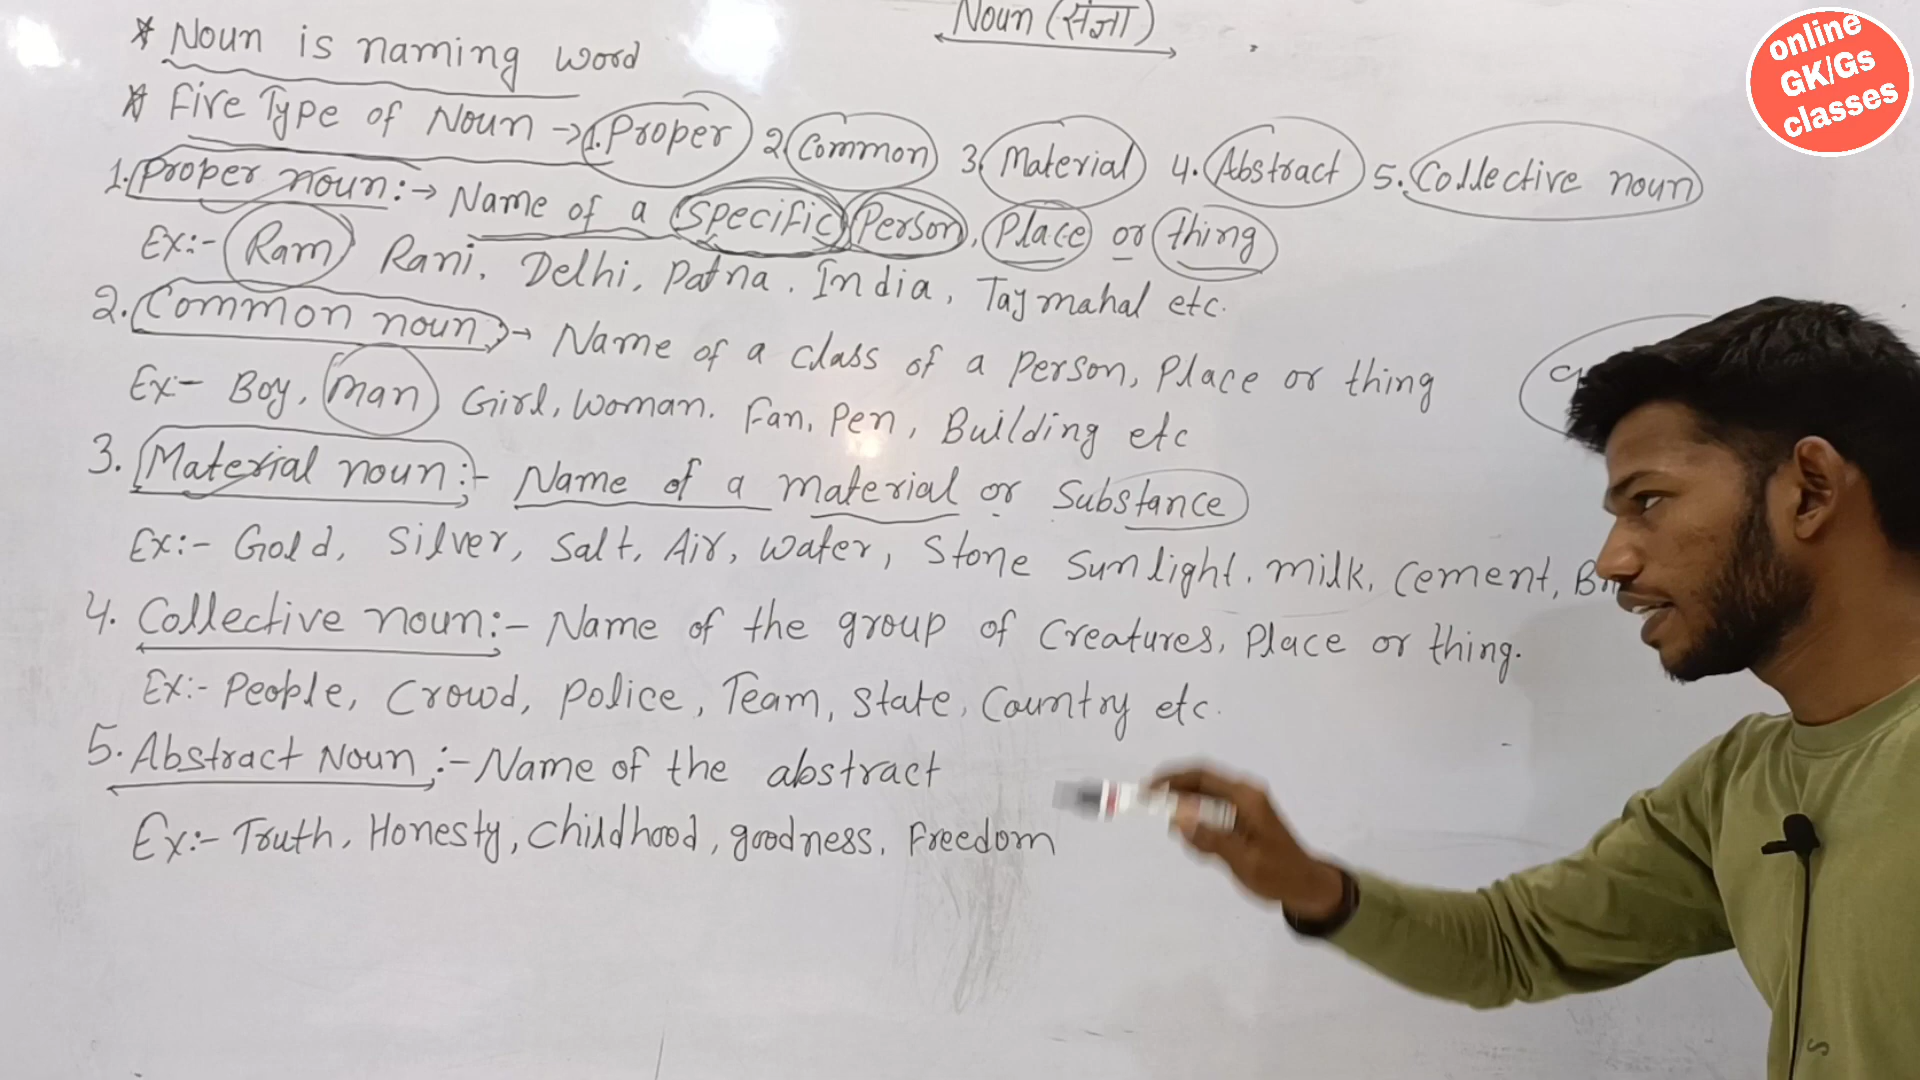 Noun (संज्ञा)
* Noun is naming word
* Five Type of Noun → 1. Proper 2. Common 3. Material 4. Abstract 5. Collective noun
1. Proper noun :→ Name of a specific Person, Place or thing
Ex:- Ram Rani, Delhi, Patna. India, Tajmahal etc.
2. Common noun :→ Name of a class of a Person, Place or thing
Ex:- Boy, man Girl, woman. Fan, Pen, Building etc
3. Material noun :- Name of a material or Substance
Ex:- Gold, Silver, Salt, Air, Water, Stone Sunlight. milk, Cement,
4. Collective noun :- Name of the group of Creatures, Place or thing.
Ex:- People, Crowd, Police, Team, State, Country etc.
5. Abstract Noun :- Name of the abstract
Ex:- Truth, Honesty, childhood, goodness, Freedom
online
GK/Gs
classes